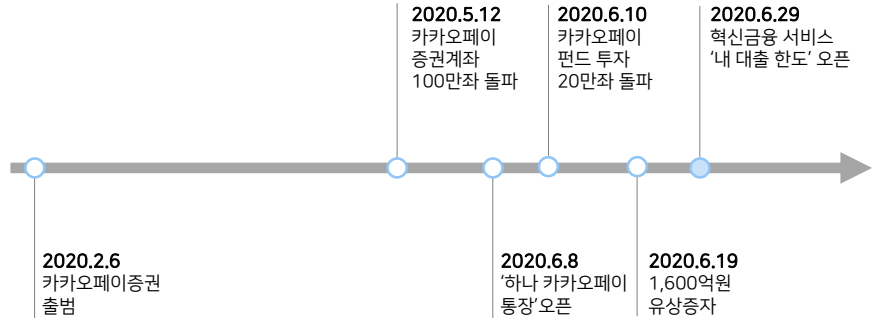 2020.5.12
카카오페이
증권계좌
100만좌 돌파
2020.6.10
카카오페이
펀드 투자
20만좌 돌파
2020.6.29
혁신금융 서비스
‘내 대출 한도’ 오픈
2020.2.6
카카오페이증권
출범
2020.6.8
‘하나 카카오페이
통장’오픈
2020.6.19
1,600억원
유상증자